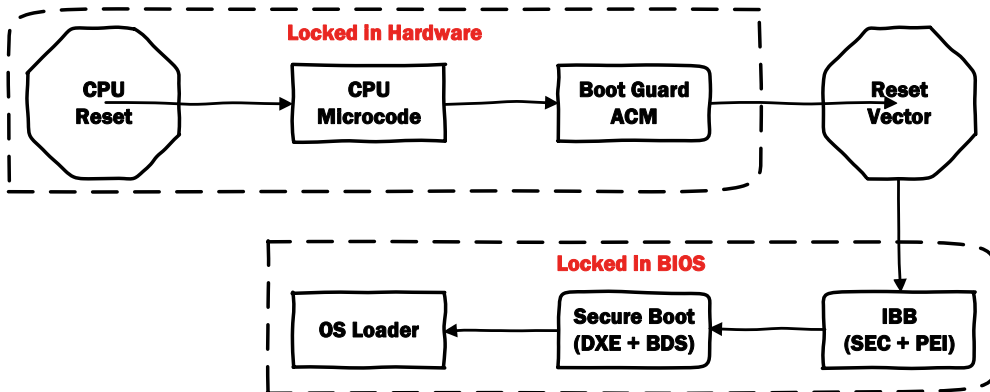 Locked in Hardware
CPU
Reset
CPU
Microcode
Boot Guard
ACM
Reset
Vector
Locked in BIOS
OS Loader
Secure Boot
(DXE + BDS)
IBB
(SEC + PEI)